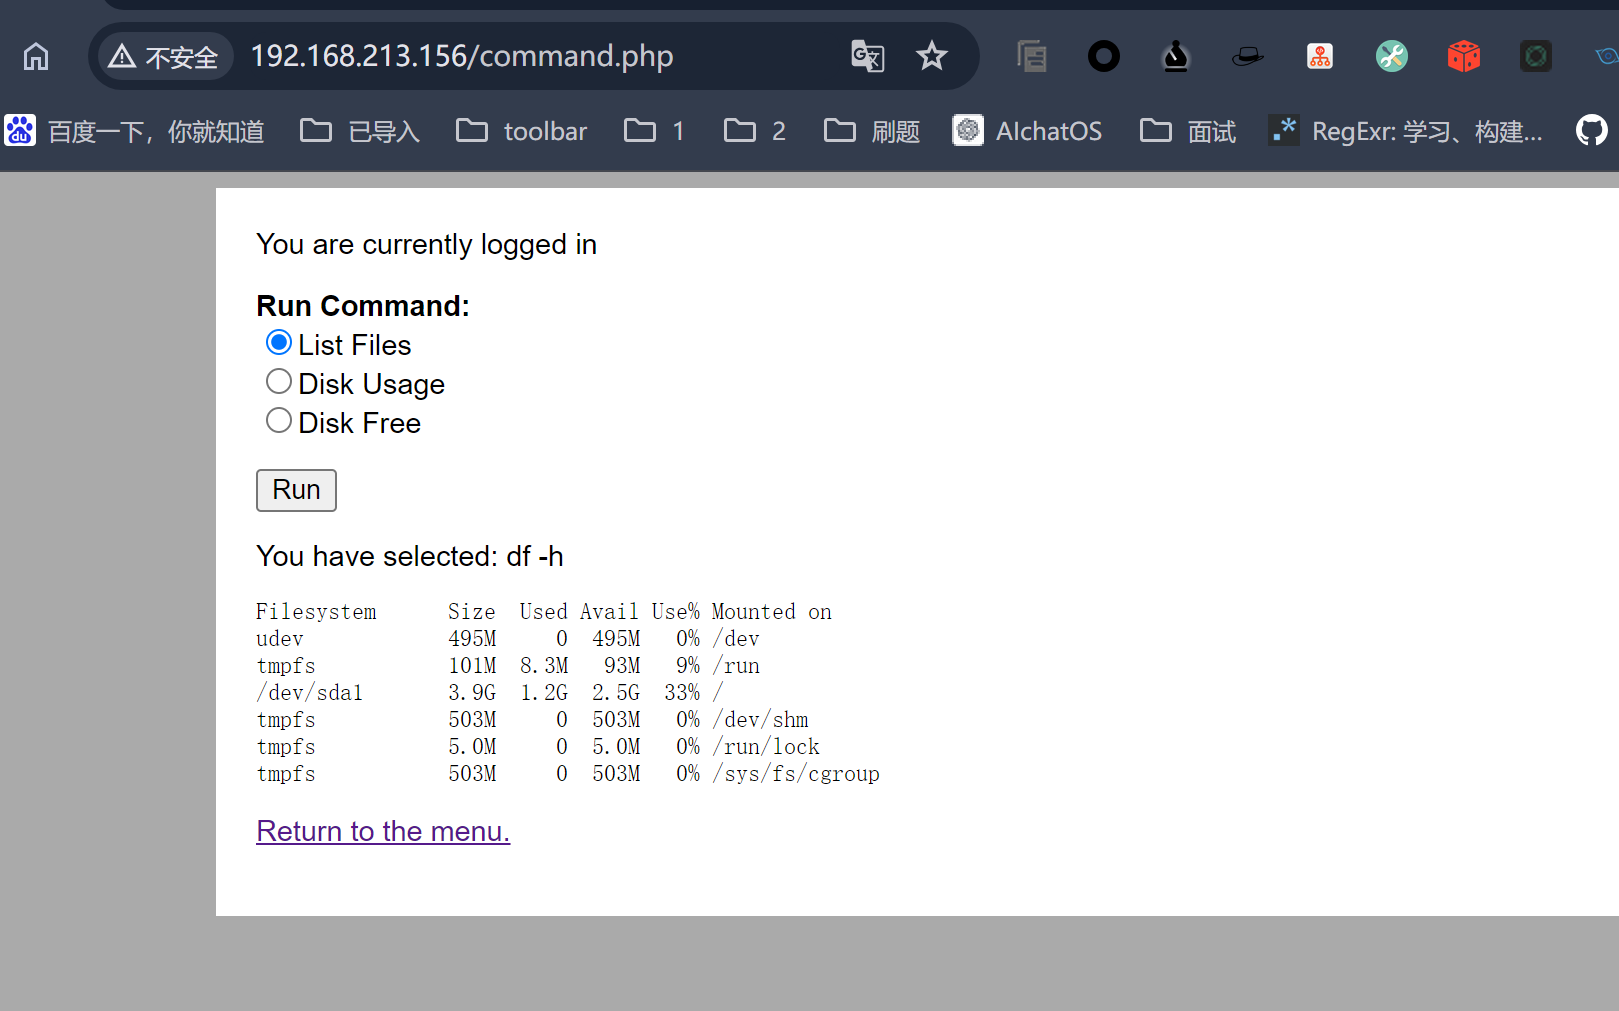 不安全 192.168.213.156/command.php
百度一下，你就知道 已导入 toolbar 1 2 刷题 AIchatOS 面试 RegExr: 学习、构建...
You are currently logged in
Run Command:
List Files
Disk Usage
Disk Free
Run
You have selected: df -h
Filesystem Size Used Avail Use% Mounted on
udev 495M 0 495M 0% /dev
tmpfs 101M 8.3M 93M 9% /run
/dev/sda1 3.9G 1.2G 2.5G 33% /
tmpfs 503M 0 503M 0% /dev/shm
tmpfs 5.0M 0 5.0M 0% /run/lock
tmpfs 503M 0 503M 0% /sys/fs/cgroup
Return to the menu.